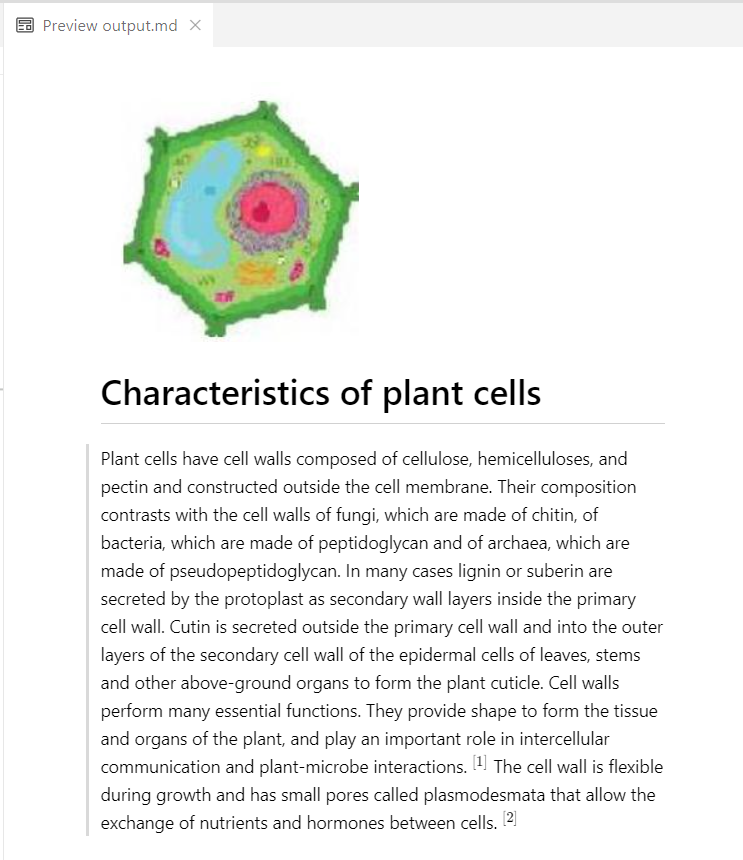 Preview output.md
Characteristics of plant cells
Plant cells have cell walls composed of cellulose, hemicelluloses, and
pectin and constructed outside the cell membrane. Their composition
contrasts with the cell walls of fungi, which are made of chitin, of
bacteria, which are made of peptidoglycan and of archaea, which are
made of pseudopeptidoglycan. In many cases lignin or suberin are
secreted by the protoplast as secondary wall layers inside the primary
cell wall. Cutin is secreted outside the primary cell wall and into the outer
layers of the secondary cell wall of the epidermal cells of leaves, stems
and other above-ground organs to form the plant cuticle. Cell walls
perform many essential functions. They provide shape to form the tissue
and organs of the plant, and play an important role in intercellular
communication and plant-microbe interactions. [1] The cell wall is flexible
during growth and has small pores called plasmodesmata that allow the
exchange of nutrients and hormones between cells. [2]